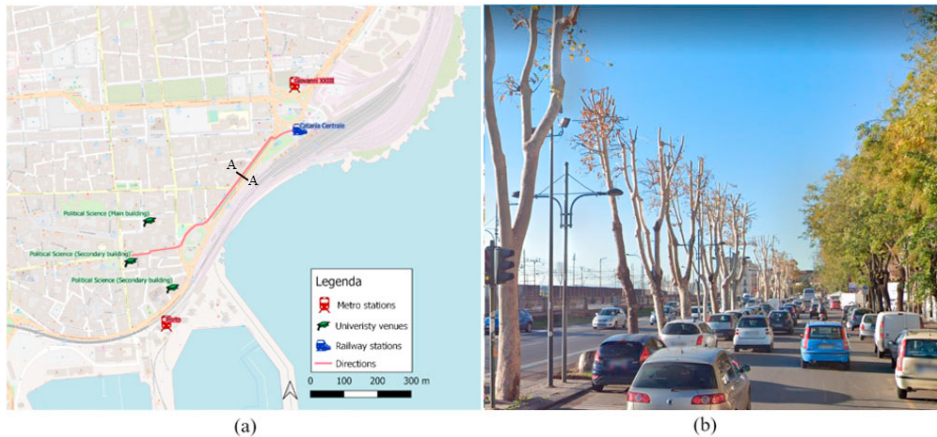 Giovanni XXIII
Catania Centrale
A
A
Political Science (Main building)
Political Science (Secondary building)
Political Science (Secondary building)
Porto
Legenda
Metro stations
Univeristy venues
Railway stations
Directions
0 100 200 300 m
(a)
(b)